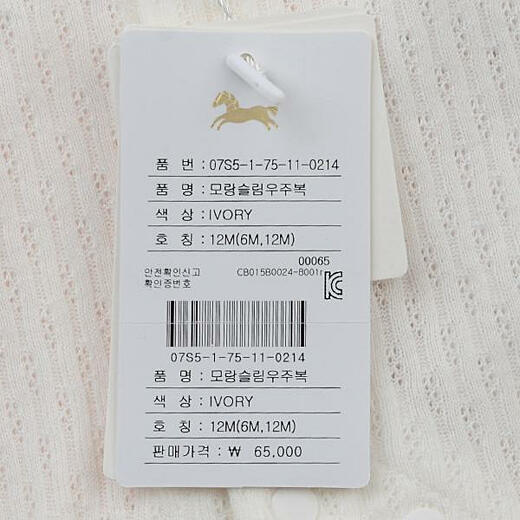 품 번 : 07S5-1-75-11-0214
품 명 : 모랑슬림우주복
색 상 : IVORY
호 칭 : 12M(6M,12M)
00065
안전확인신고 CB015B0024-8001
확인증번호
07S5-1-75-11-0214
품 명 : 모랑슬림우주복
색 상 : IVORY
호 칭 : 12M(6M,12M)
판매가격 : ₩ 65,000